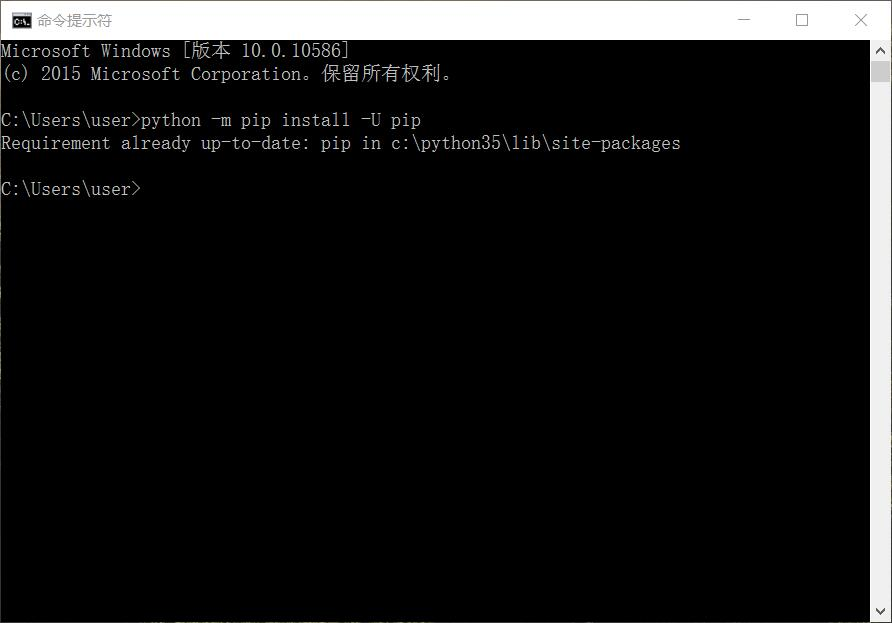 命令提示符
Microsoft Windows [版本 10.0.10586]
(c) 2015 Microsoft Corporation。保留所有权利。
C:\Users\user>python -m pip install -U pip
Requirement already up-to-date: pip in c:\python35\lib\site-packages
C:\Users\user>